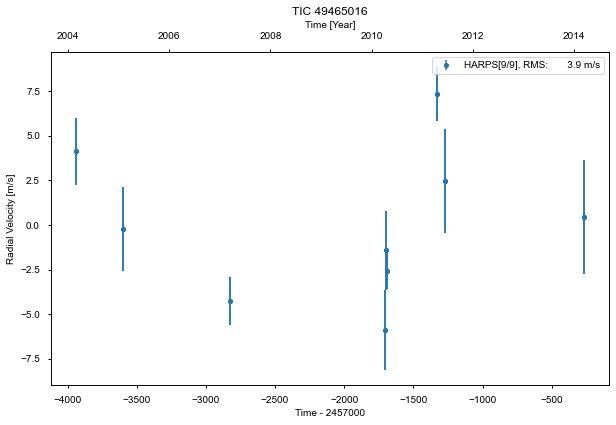 TIC 49465016
Time [Year]
2004 2006 2008 2010 2012 2014
HARPS[9/9], RMS: 3.9 m/s
Radial Velocity [m/s]
7.5
5.0
2.5
0.0
−2.5
−5.0
−7.5
−4000 −3500 −3000 −2500 −2000 −1500 −1000 −500
Time - 2457000